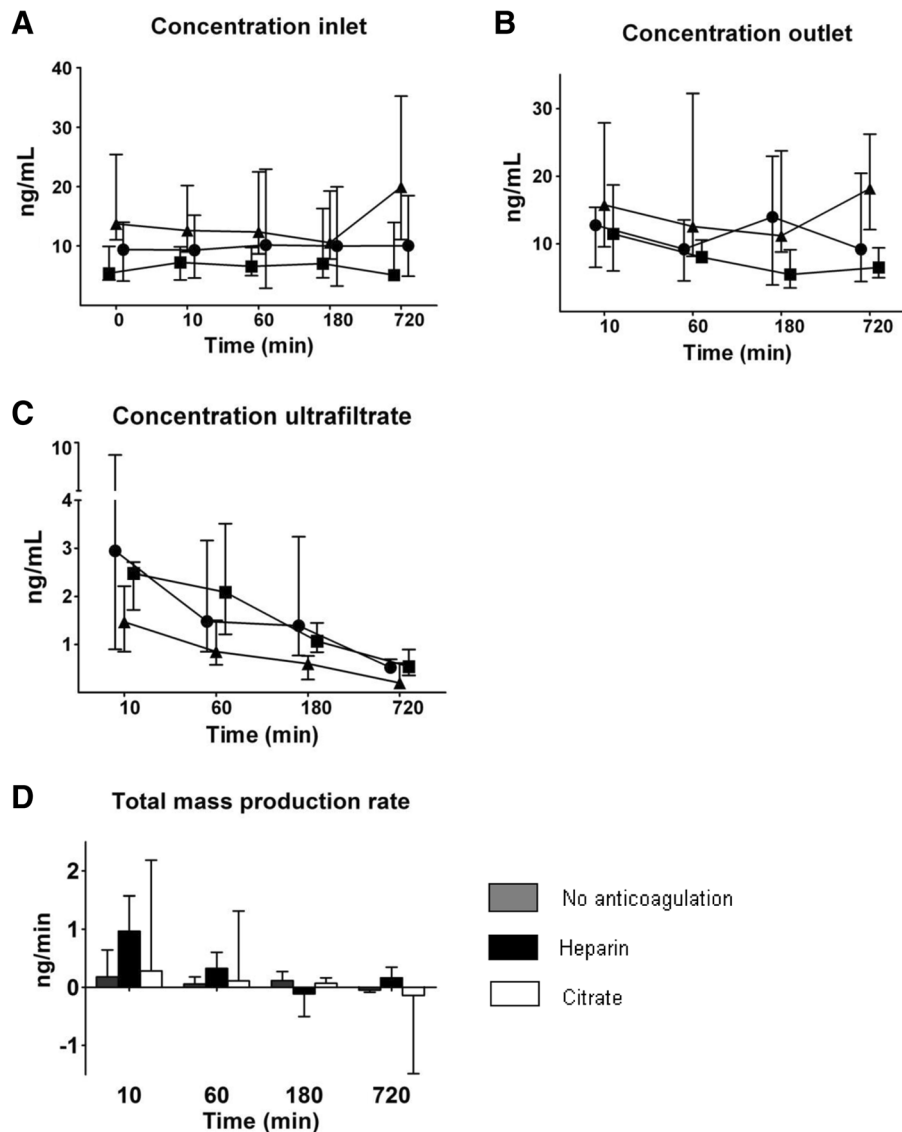 A
Concentration inlet
ng/mL
40
30
20
10
0 10 60 180 720
Time (min)
B
Concentration outlet
ng/mL
30
20
10
10 60 180 720
Time (min)
C
Concentration ultrafiltrate
ng/mL
10
4
3
2
1
10 60 180 720
Time (min)
D
Total mass production rate
ng/min
2
1
0
-1
10 60 180 720
Time (min)
No anticoagulation
Heparin
Citrate